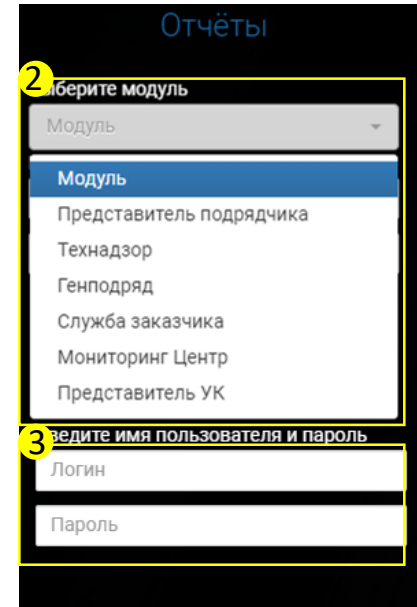 Отчёты
2
ыберите модуль
Модуль
Модуль
Представитель подрядчика
Технадзор
Генподряд
Служба заказчика
Мониторинг Центр
Представитель УК
3
ведите имя пользователя и пароль
Логин
Пароль